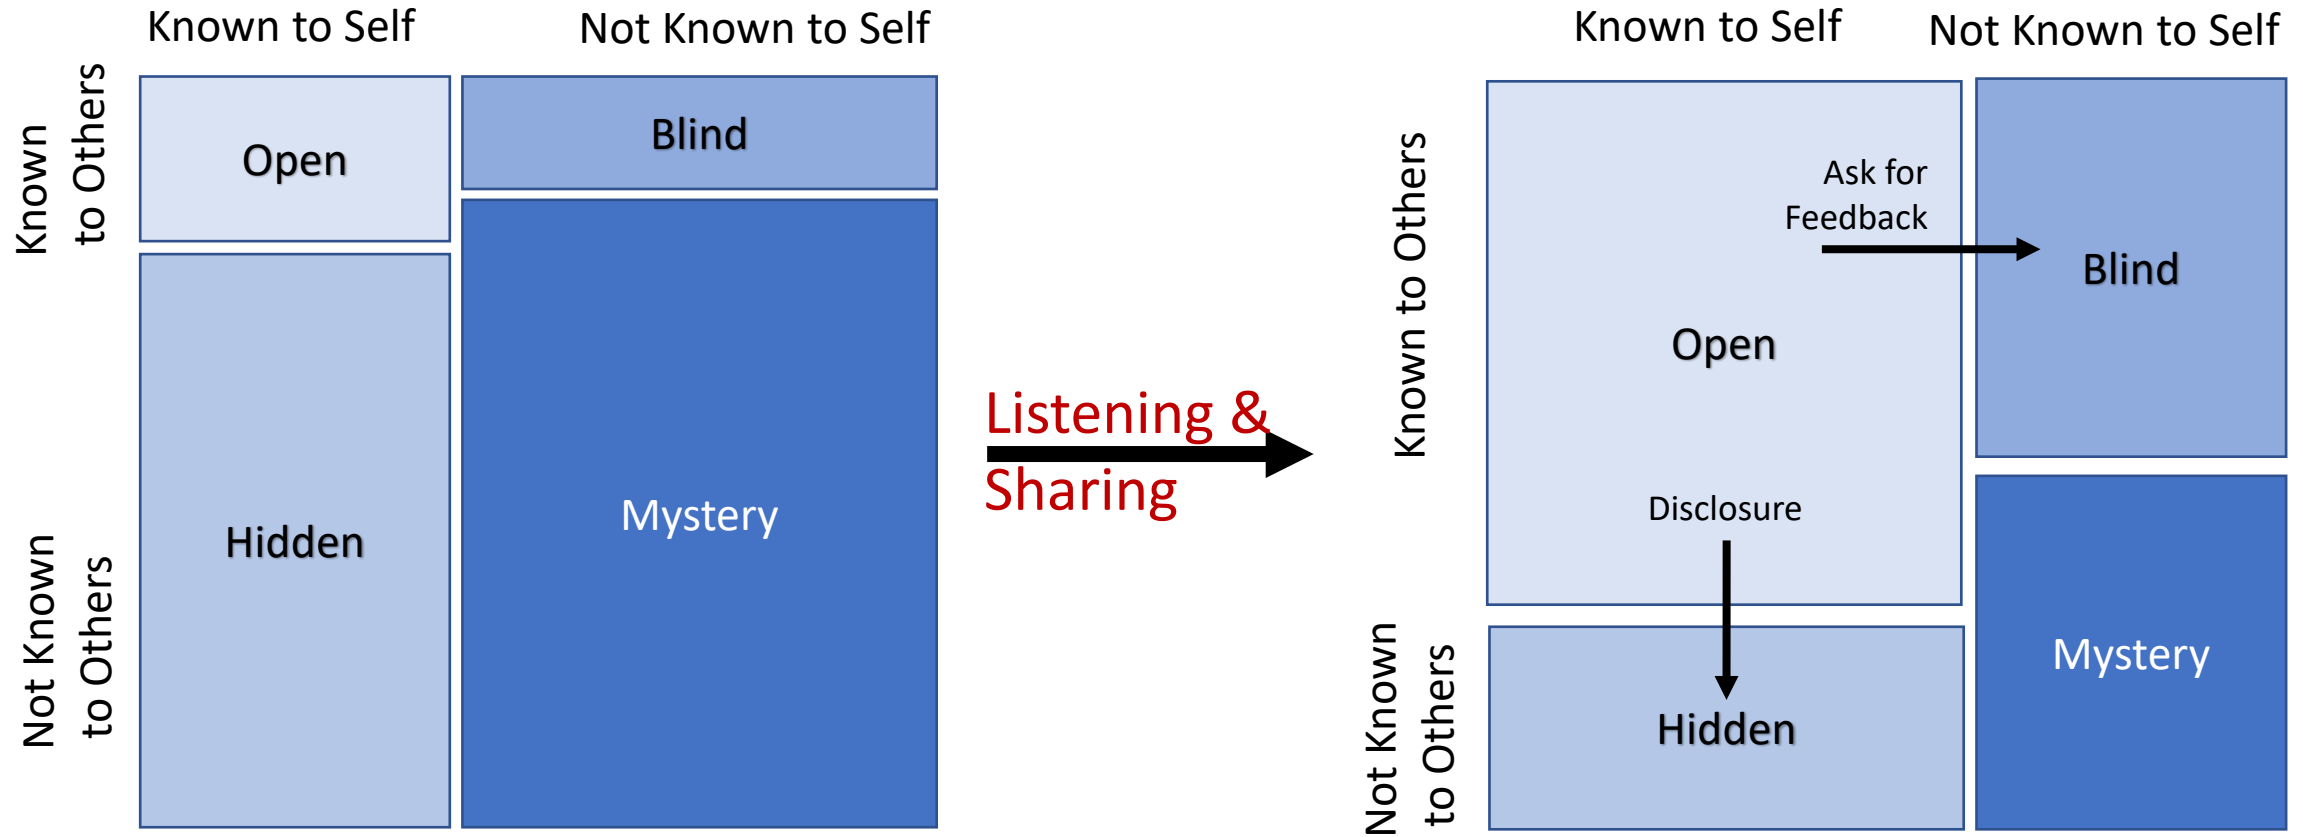 Known to Self
Not Known to Self
Known
to Others
Open
Blind
Not Known
to Others
Hidden
Mystery
Listening &
Sharing
Known to Self
Not Known to Self
Known to Others
Ask for
Feedback
Blind
Open
Disclosure
Not Known
to Others
Hidden
Mystery